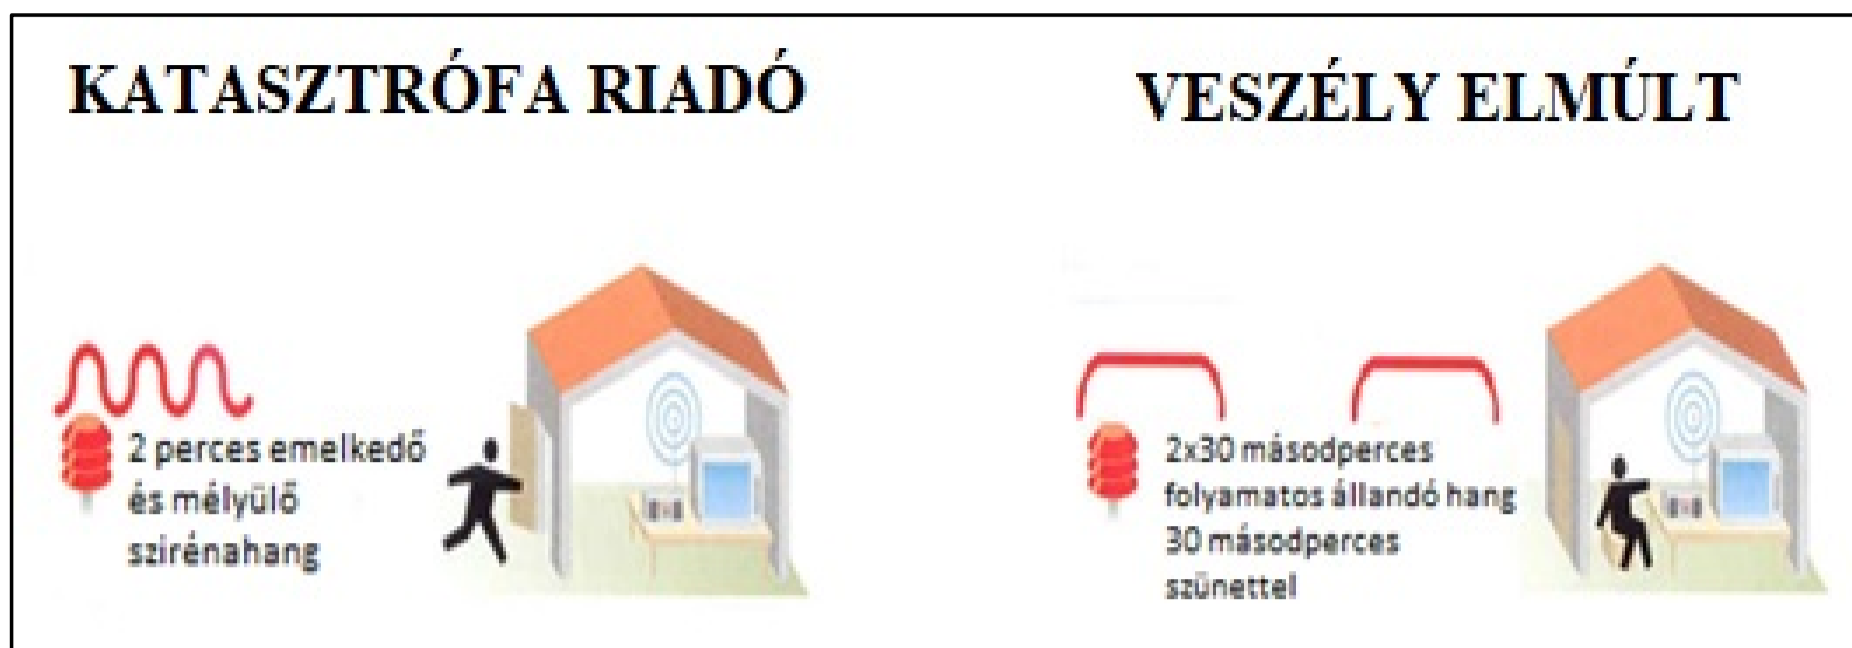 KATASZTRÓFA RIADÓ
2 perces emelkedő
és mélyülő
szirénahang
VESZÉLY ELMÚLT
2x30 másodperces
folyamatos állandó hang
30 másodperces
szünettel